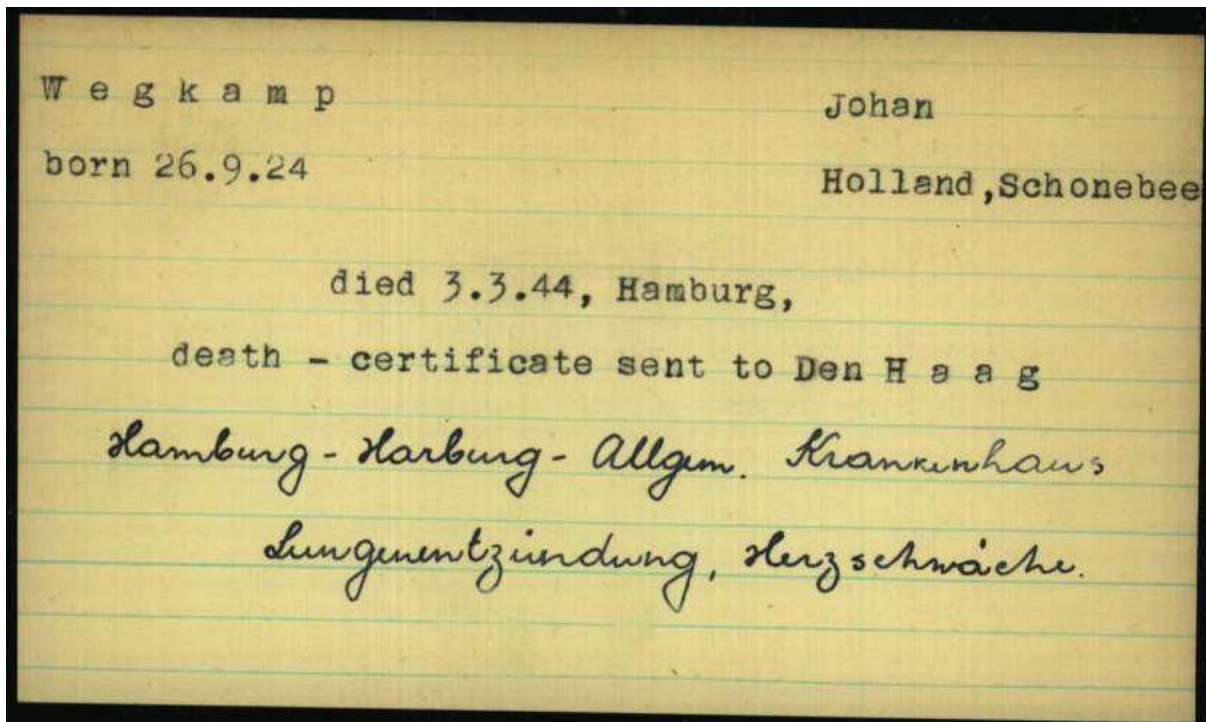 W e g k a m p Johan
born 26.9.24 Holland,Schonebee
died 3.3.44, Hamburg,
death - certificate sent to Den H a a g
Hamburg-Harburg-Allgem. Krankenhaus
Lungenentzündung, Herzschwäche.